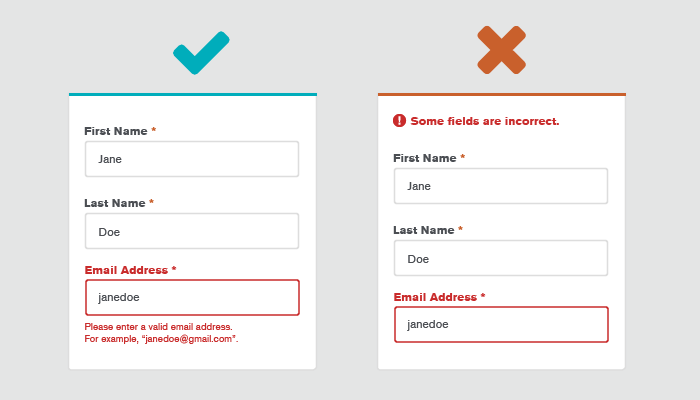 First Name *
Jane
Last Name *
Doe
Email Address *
janedoe
Please enter a valid email address.
For example, “janedoe@gmail.com”.
Some fields are incorrect.
First Name *
Jane
Last Name *
Doe
Email Address *
janedoe